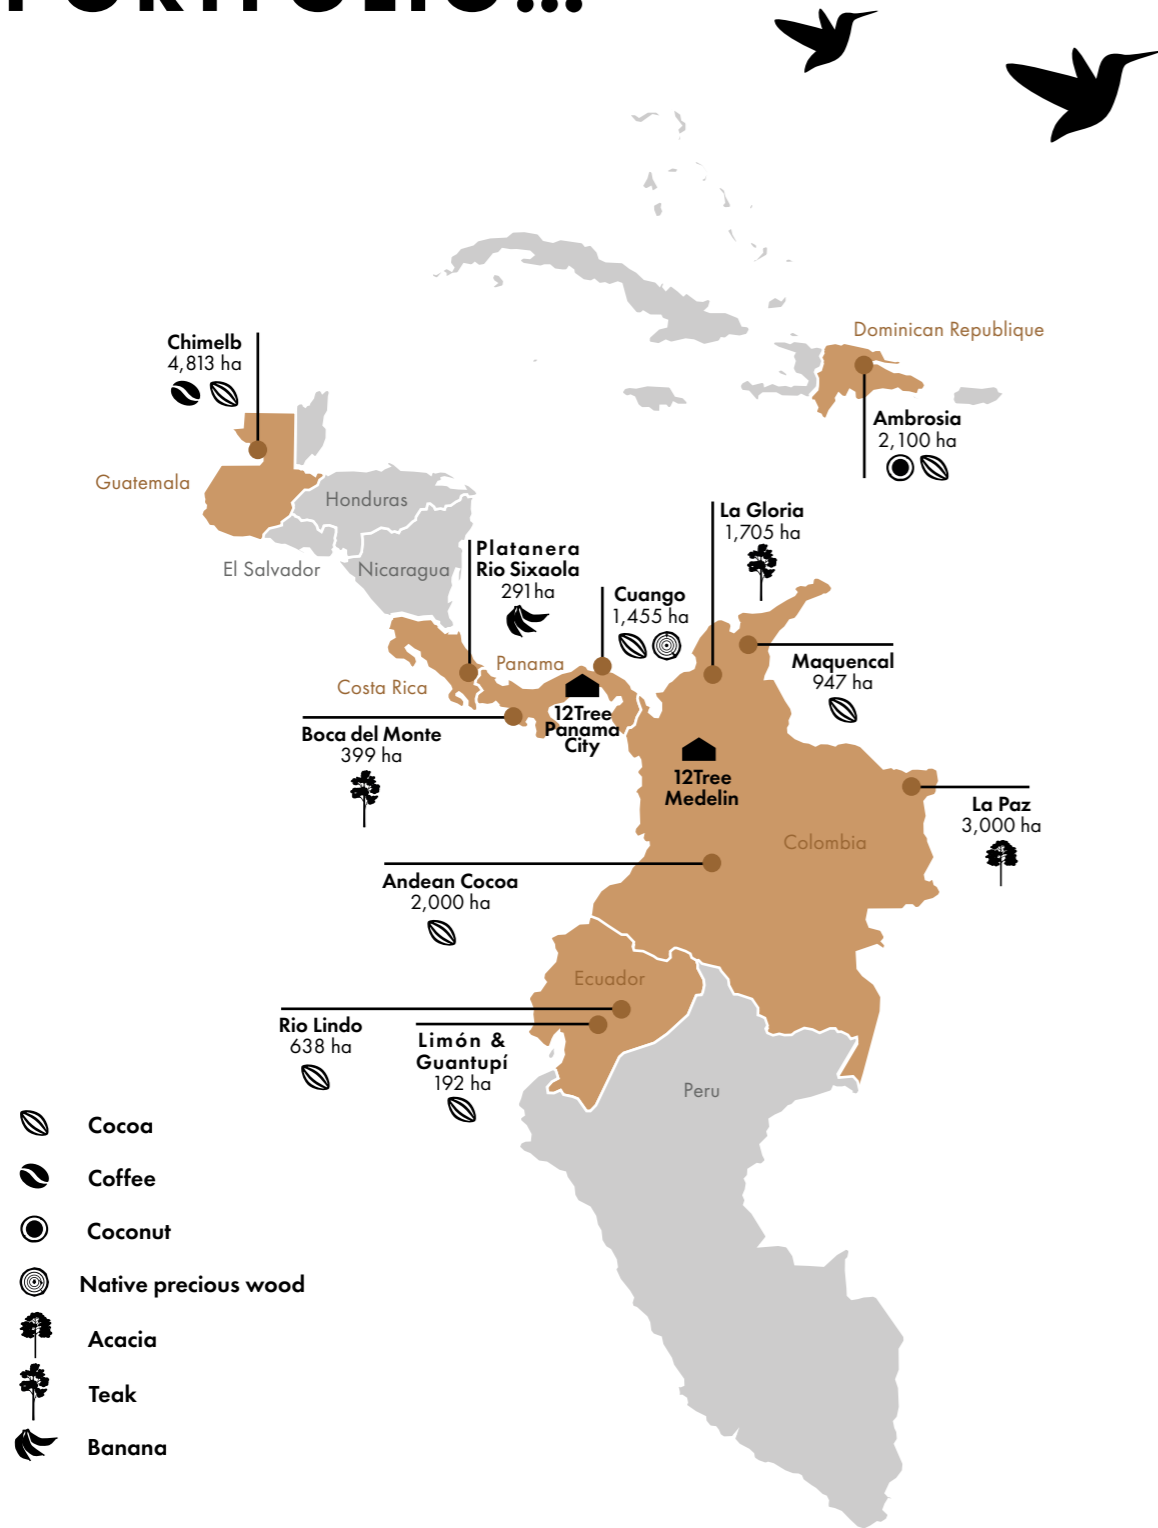 PORTFOLIO...
Dominican Republique
Chimelb
4,813 ha
Ambrosia
2,100 ha
Guatemala
Honduras
El Salvador
Nicaragua
La Gloria
1,705 ha
Platanera
Rio Sixaola
291ha
Cuango
1,455 ha
Panama
Costa Rica
Maquencal
947 ha
12Tree
Panama
City
Boca del Monte
399 ha
12Tree
Medelin
La Paz
3,000 ha
Colombia
Andean Cocoa
2,000 ha
Ecuador
Rio Lindo
638 ha
Limón &
Guantupí
192 ha
Peru
Cocoa
Coffee
Coconut
Native precious wood
Acacia
Teak
Banana